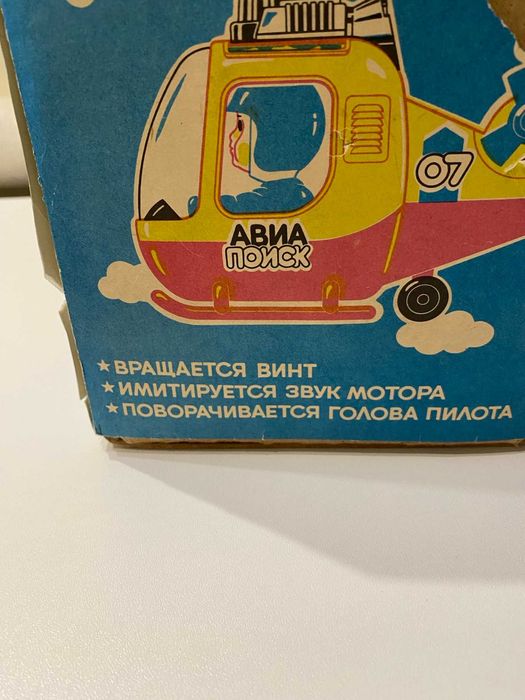 07
АВИА
ПОИСК
★ВРАЩАЕТСЯ ВИНТ
★ИМИТИРУЕТСЯ ЗВУК МОТОРА
★ПОВОРАЧИВАЕТСЯ ГОЛОВА ПИЛОТА